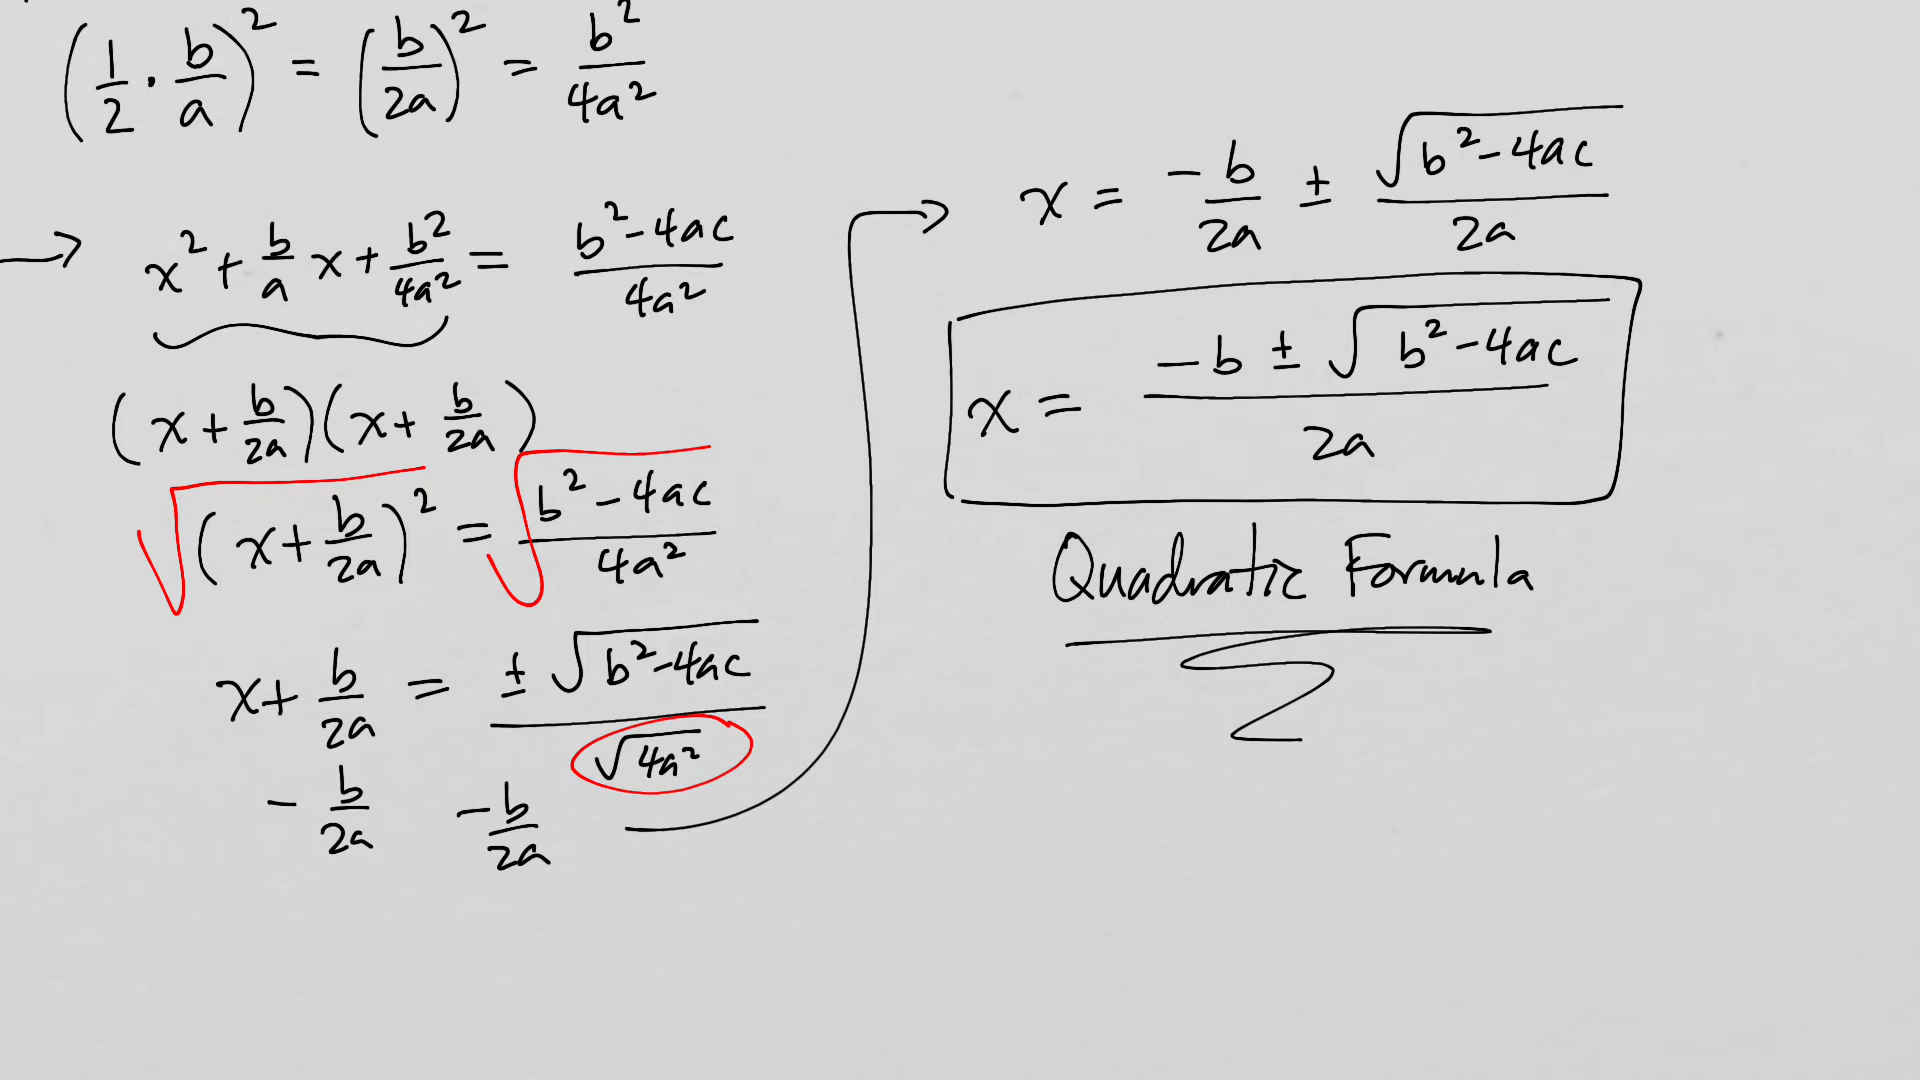 (1/2 · b/a)² = (b/2a)² = b²/4a²
→ x² + b/a x + b²/4a² = b²-4ac/4a²
(x + b/2a)(x + b/2a)
√(x + b/2a)² = √b²-4ac/4a²
x + b/2a = ± √b²-4ac/√4a²
- b/2a -b/2a
→ x = -b/2a ± √b²-4ac/2a
x = -b ± √b²-4ac/2a
Quadratic Formula